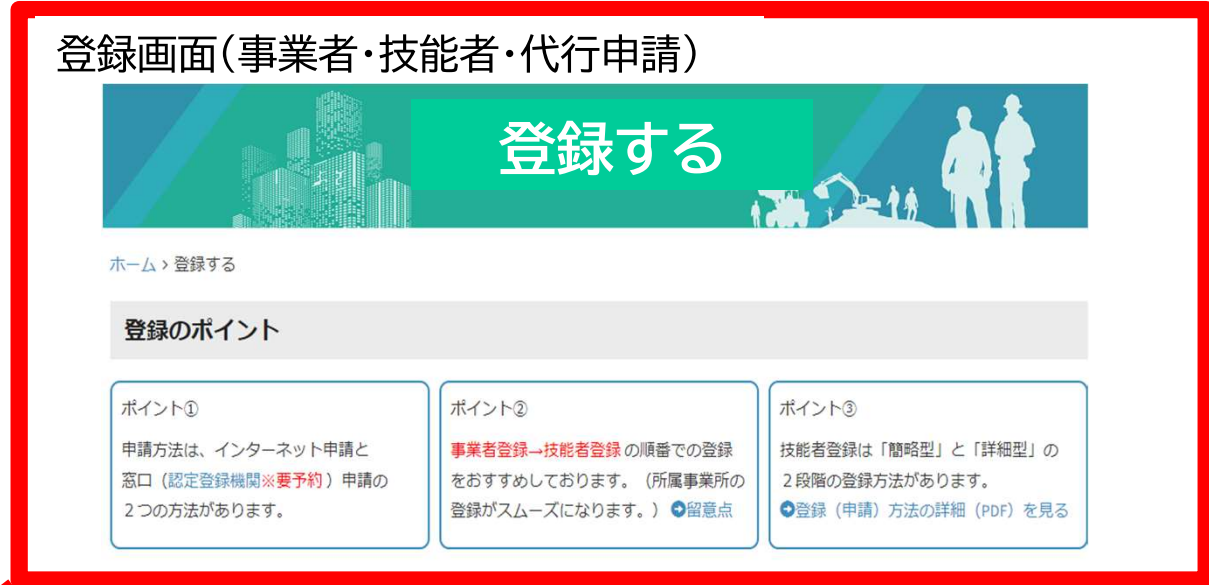 登録画面(事業者・技能者・代行申請)
登録する
ホーム › 登録する
登録のポイント
ポイント①
申請方法は、インターネット申請と
窓口（認定登録機関※要予約）申請の
２つの方法があります。
ポイント②
事業者登録→技能者登録 の順番での登録
をおすすめしております。（所属事業所の
登録がスムーズになります。） 留意点
ポイント③
技能者登録は「簡略型」と「詳細型」の
２段階の登録方法があります。
登録（申請）方法の詳細（PDF）を見る